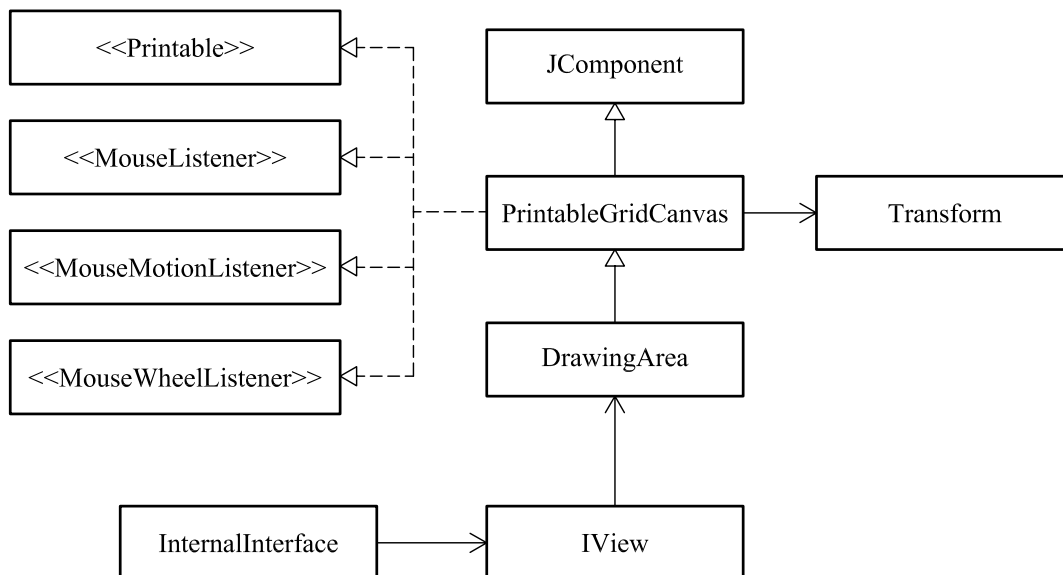 <<Printable>>
JComponent
<<MouseListener>>
PrintableGridCanvas
Transform
<<MouseMotionListener>>
DrawingArea
<<MouseWheelListener>>
InternalInterface
IView